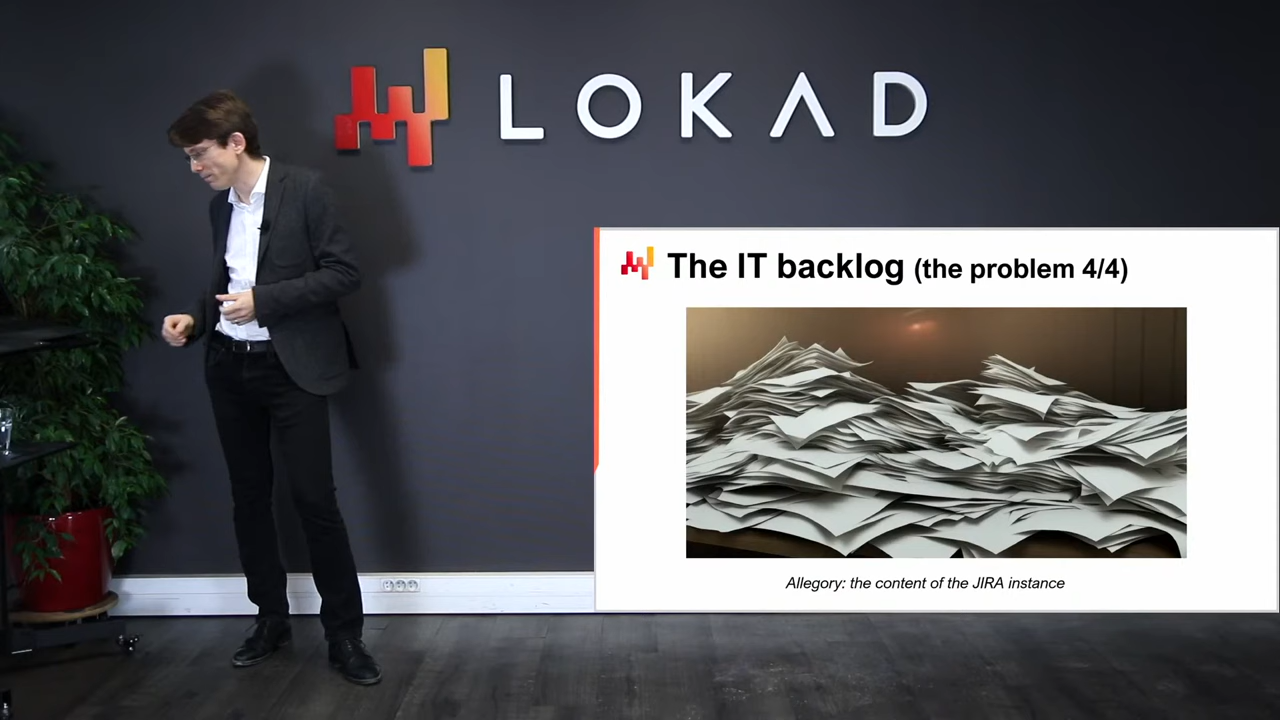 LOKAD
The IT backlog (the problem 4/4)
Allegory: the content of the JIRA instance